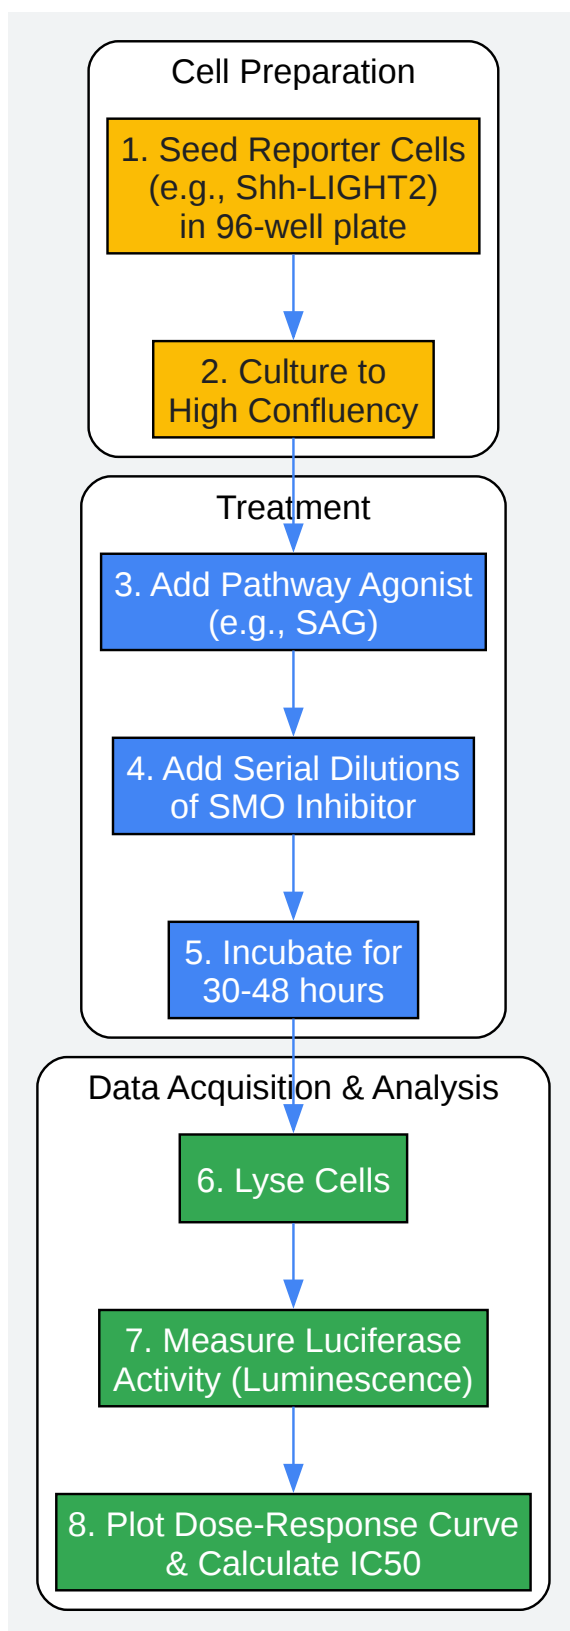 Cell Preparation
1. Seed Reporter Cells
(e.g., Shh-LIGHT2)
in 96-well plate
2. Culture to
High Confluency
Treatment
3. Add Pathway Agonist
(e.g., SAG)
4. Add Serial Dilutions
of SMO Inhibitor
5. Incubate for
30-48 hours
Data Acquisition & Analysis
6. Lyse Cells
7. Measure Luciferase
Activity (Luminescence)
8. Plot Dose-Response Curve
& Calculate IC50